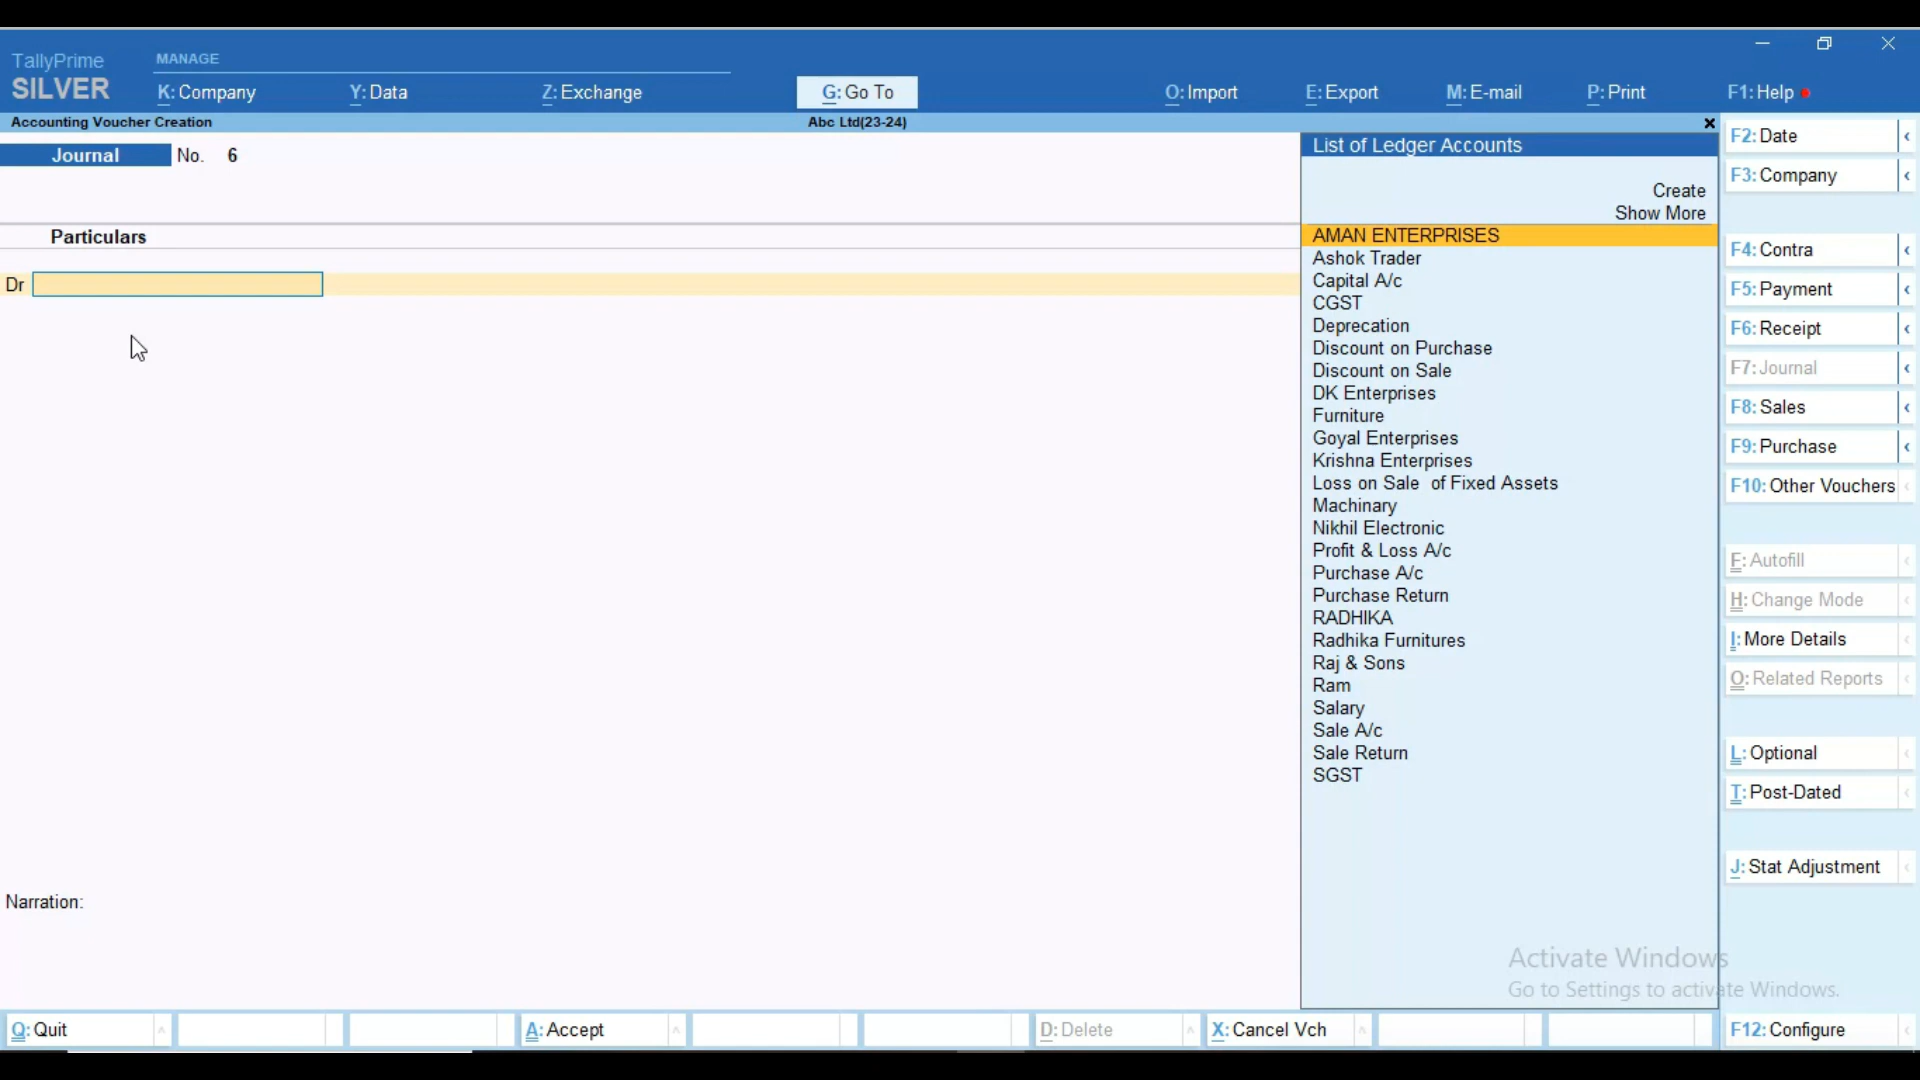 TallyPrime
SILVER
MANAGE
K: Company
Y: Data
Z: Exchange
G: Go To
O: Import
E: Export
M: E-mail
P: Print
F1: Help
Accounting Voucher Creation
Abc Ltd(23-24)
Journal No. 6
Particulars
Dr
Narration:
List of Ledger Accounts
Create
Show More
AMAN ENTERPRISES
Ashok Trader
Capital A/c
CGST
Deprecation
Discount on Purchase
Discount on Sale
DK Enterprises
Furniture
Goyal Enterprises
Krishna Enterprises
Loss on Sale of Fixed Assets
Machinary
Nikhil Electronic
Profit & Loss A/c
Purchase A/c
Purchase Return
RADHIKA
Radhika Furnitures
Raj & Sons
Ram
Salary
Sale A/c
Sale Return
SGST
F2: Date
F3: Company
F4: Contra
F5: Payment
F6: Receipt
F7: Journal
F8: Sales
F9: Purchase
F10: Other Vouchers
F: Autofill
H: Change Mode
I: More Details
O: Related Reports
L: Optional
T: Post-Dated
J: Stat Adjustment
Activate Windows
Go to Settings to activate Windows.
Q: Quit
A: Accept
D: Delete
X: Cancel Vch
F12: Configure